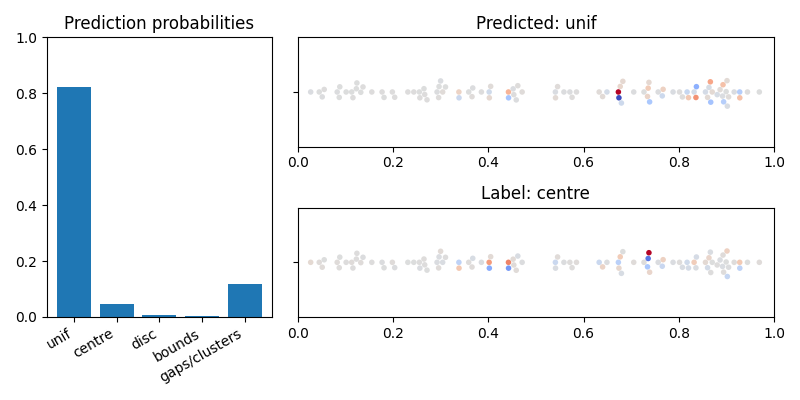 Prediction probabilities
1.0
0.8
0.6
0.4
0.2
0.0
unif
centre
disc
bounds
gaps/clusters
Predicted: unif
0.0 0.2 0.4 0.6 0.8 1.0
Label: centre
0.0 0.2 0.4 0.6 0.8 1.0